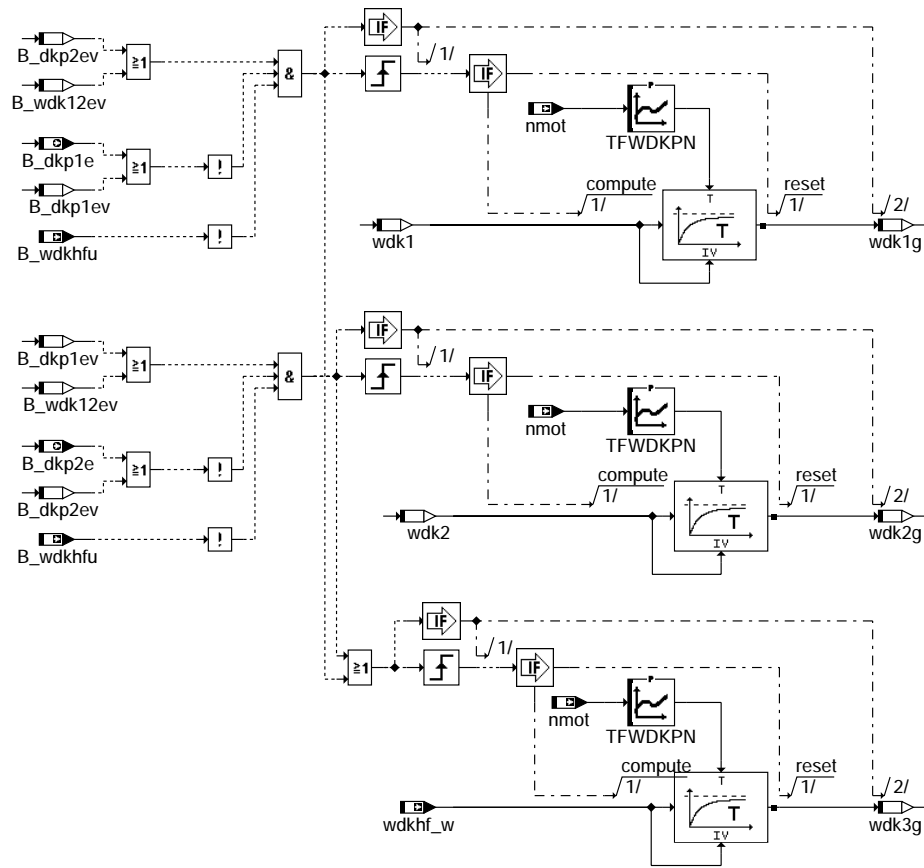 B_dkp2ev
B_wdk12ev
≧1
&
IF
/1/
IF
nmot
P
TFWDKPN
B_dkp1e
B_dkp1ev
≧1
!
compute
1/
T
reset
1/
/2/
B_wdkhfu
!
wdk1
T
IV
wdk1g
B_dkp1ev
B_wdk12ev
≧1
&
IF
/1/
IF
nmot
P
TFWDKPN
B_dkp2e
B_dkp2ev
≧1
!
compute
1/
T
reset
1/
/2/
B_wdkhfu
!
wdk2
T
IV
wdk2g
≧1
IF
/1/
IF
nmot
P
TFWDKPN
compute
1/
T
reset
1/
/2/
wdkhf_w
T
IV
wdk3g